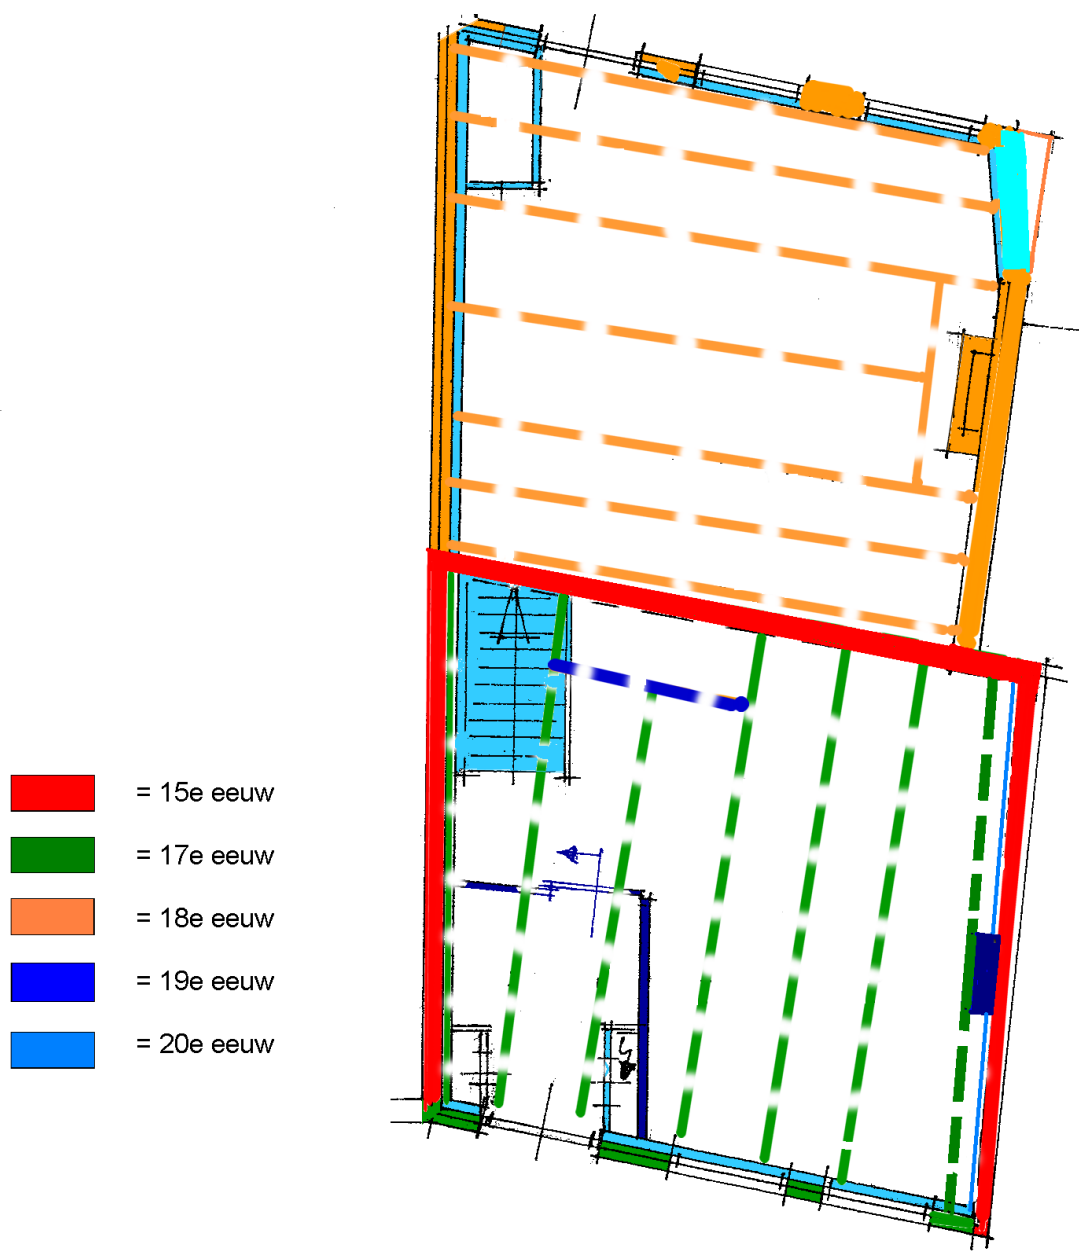 = 15e eeuw
= 17e eeuw
= 18e eeuw
= 19e eeuw
= 20e eeuw